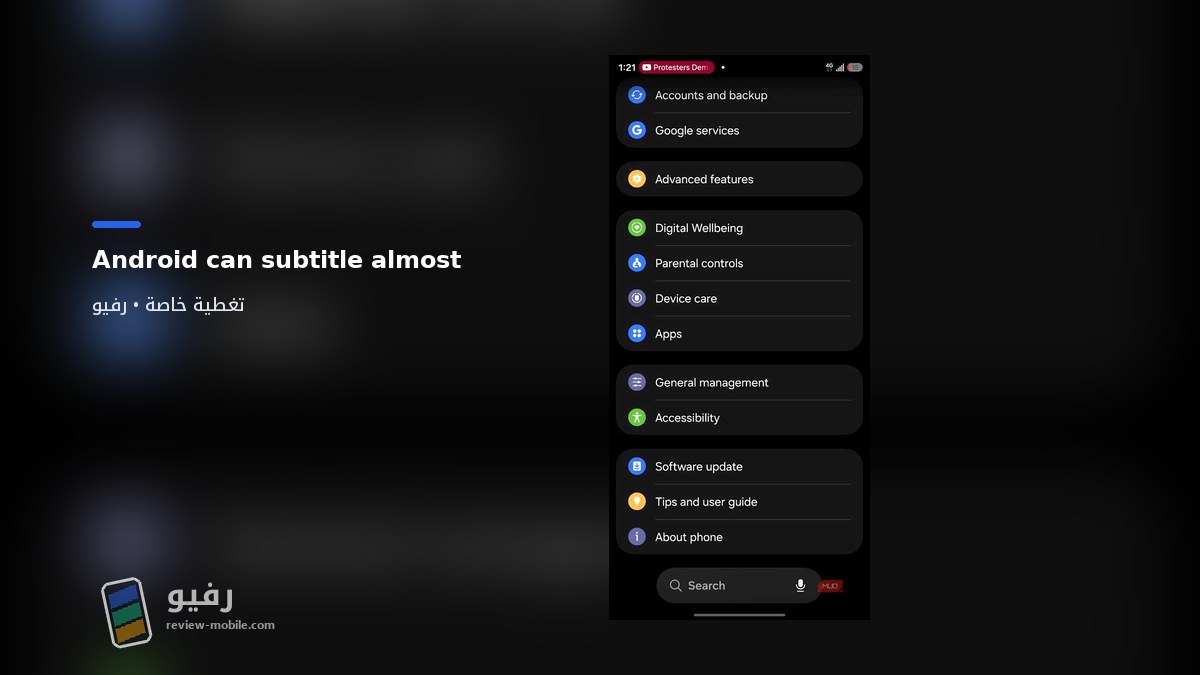 Android can subtitle almost
تغطية خاصة • رفيو
رفيو
review-mobile.com
1:21
Protesters Dem
4G
Accounts and backup
Google services
Advanced features
Digital Wellbeing
Parental controls
Device care
Apps
General management
Accessibility
Software update
Tips and user guide
About phone
Search
MUO